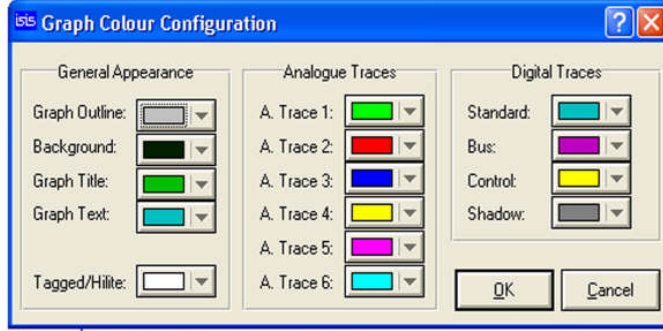 isis Graph Colour Configuration ?
General Appearance
Graph Outline:
Background:
Graph Title:
Graph Text:
Tagged/Hilite:
Analogue Traces
A. Trace 1:
A. Trace 2:
A. Trace 3:
A. Trace 4:
A. Trace 5:
A. Trace 6:
Digital Traces
Standard:
Bus:
Control:
Shadow:
OK
Cancel